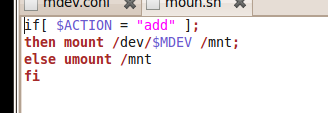 mdev.conf
moun.sh
if[ $ACTION = "add" ];
then mount /dev/$MDEV /mnt;
else umount /mnt
fi